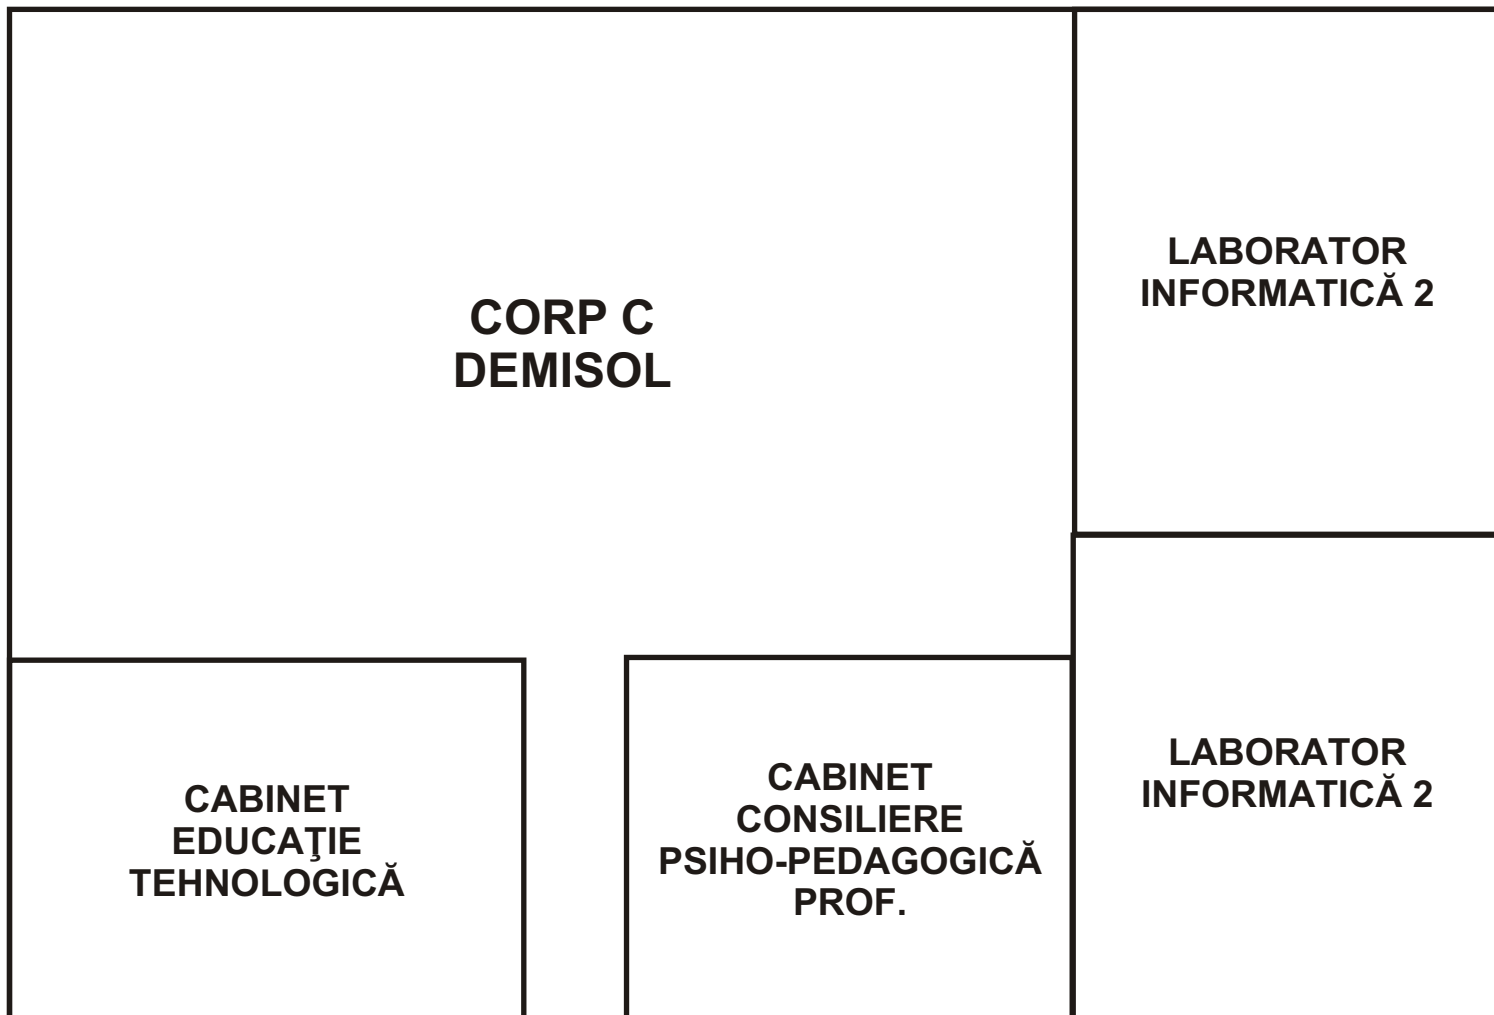 CORP C
DEMISOL
LABORATOR
INFORMATICĂ 2
CABINET
EDUCAŢIE
TEHNOLOGICĂ
CABINET
CONSILIERE
PSIHO-PEDAGOGICĂ
PROF.
LABORATOR
INFORMATICĂ 2